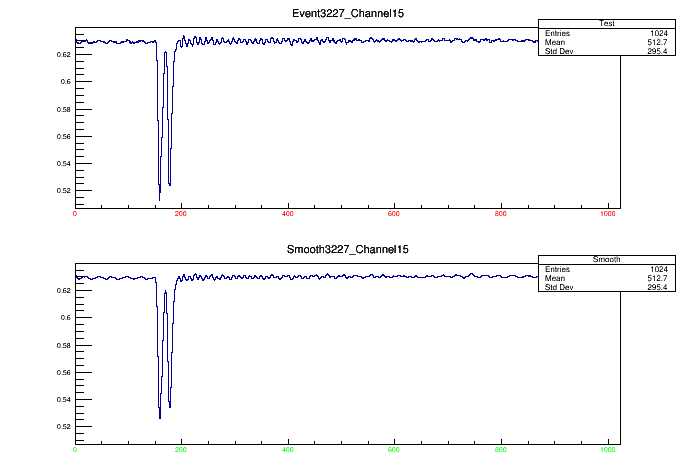 Event3227_Channel15
Test
Entries 1024
Mean 512.7
Std Dev 295.4
0.62
0.6
0.58
0.56
0.54
0.52
0 200 400 600 800 1000
Smooth3227_Channel15
Smooth
Entries 1024
Mean 512.7
Std Dev 295.4
0.62
0.6
0.58
0.56
0.54
0.52
0 200 400 600 800 1000